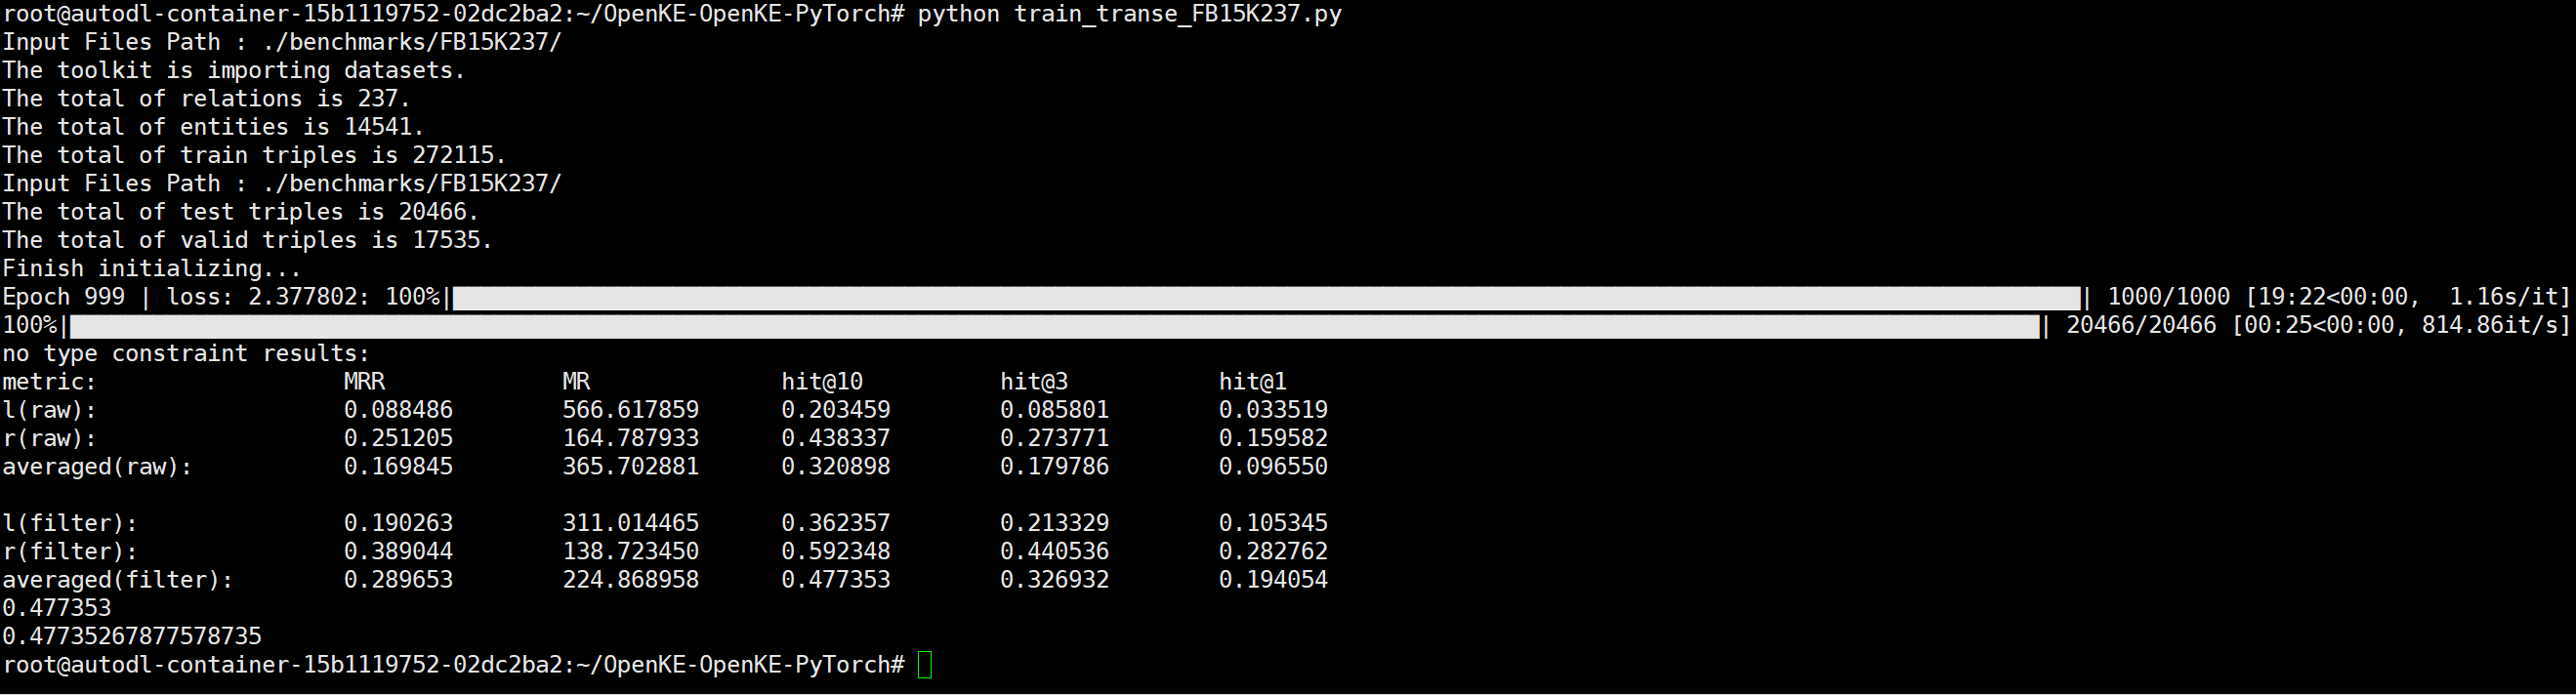 root@autodl-container-15b1119752-02dc2ba2:~/OpenKE-OpenKE-PyTorch# python train_transe_FB15K237.py
Input Files Path : ./benchmarks/FB15K237/
The toolkit is importing datasets.
The total of relations is 237.
The total of entities is 14541.
The total of train triples is 272115.
Input Files Path : ./benchmarks/FB15K237/
The total of test triples is 20466.
The total of valid triples is 17535.
Finish initializing...
Epoch 999 | loss: 2.377802: 100%| | 1000/1000 [19:22<00:00,  1.16s/it]
100%| | 20466/20466 [00:25<00:00, 814.86it/s]
no type constraint results:
metric:                  MRR             MR              hit@10          hit@3           hit@1
l(raw):                  0.088486        566.617859      0.203459        0.085801        0.033519
r(raw):                  0.251205        164.787933      0.438337        0.273771        0.159582
averaged(raw):           0.169845        365.702881      0.320898        0.179786        0.096550
l(filter):               0.190263        311.014465      0.362357        0.213329        0.105345
r(filter):               0.389044        138.723450      0.592348        0.440536        0.282762
averaged(filter):        0.289653        224.868958      0.477353        0.326932        0.194054
0.477353
0.47735267877578735
root@autodl-container-15b1119752-02dc2ba2:~/OpenKE-OpenKE-PyTorch#